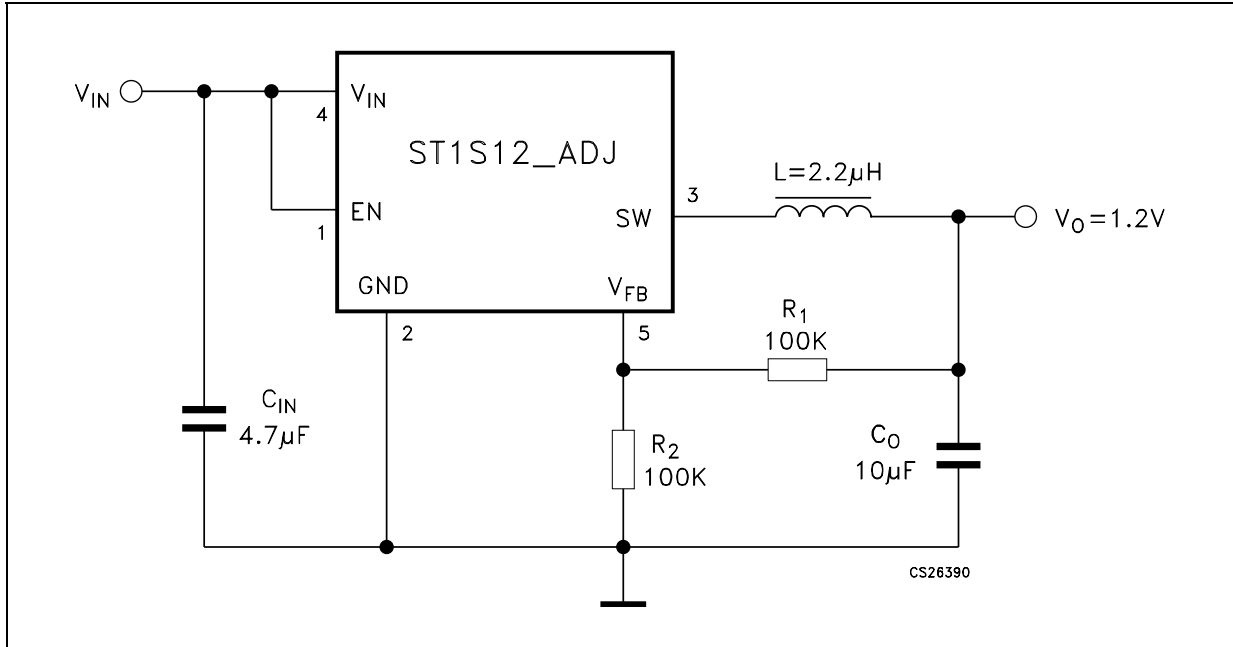 V_IN
V_IN
4
ST1S12_ADJ
L=2.2µH
3
EN
1
SW
V_O=1.2V
GND
V_FB
2
5
R_1
100K
C_IN
4.7µF
R_2
100K
C_O
10µF
CS26390